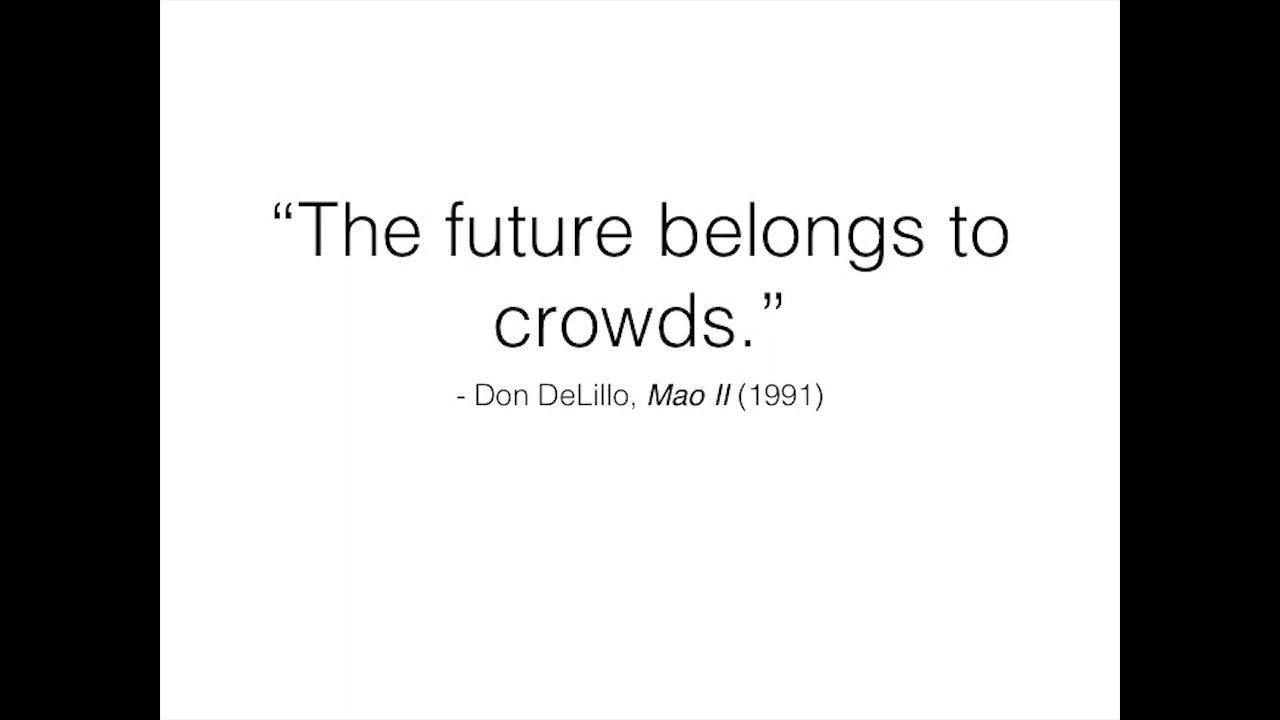 “The future belongs to
crowds.”
- Don DeLillo, Mao II (1991)